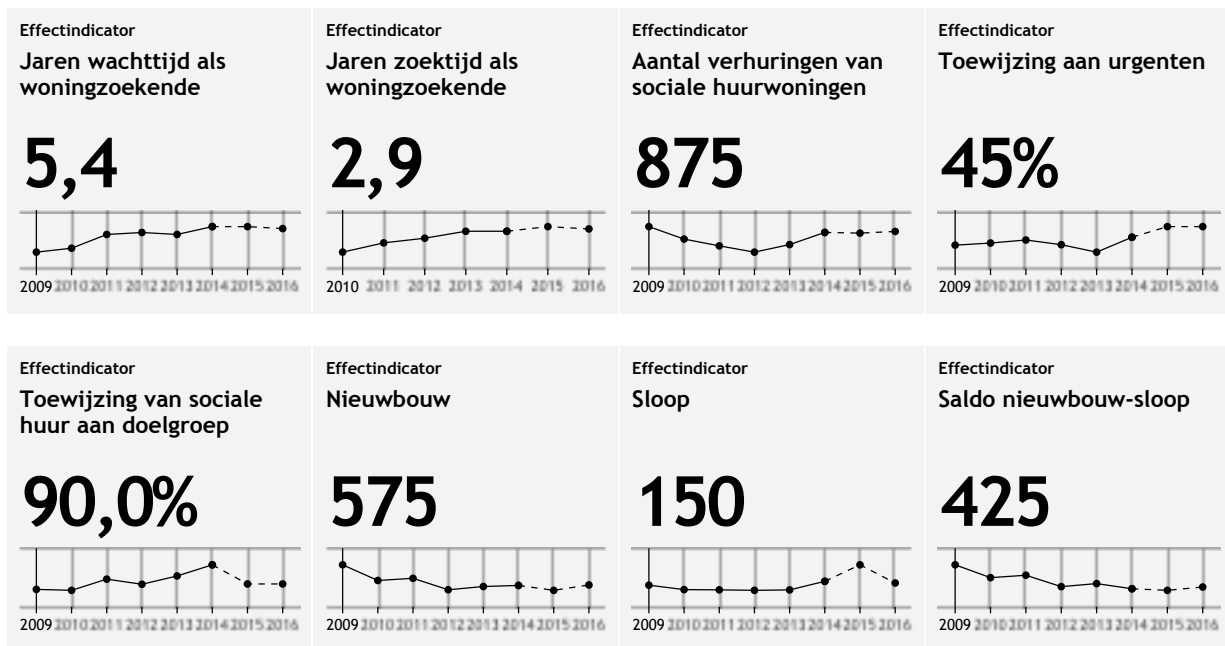 Effectindicator
Jaren wachttijd als
woningzoekende
5,4
2009 2010 2011 2012 2013 2014 2015 2016
Effectindicator
Jaren zoektijd als
woningzoekende
2,9
2010 2011 2012 2013 2014 2015 2016
Effectindicator
Aantal verhuringen van
sociale huurwoningen
875
2009 2010 2011 2012 2013 2014 2015 2016
Effectindicator
Toewijzing aan urgenten
45%
2009 2010 2011 2012 2013 2014 2015 2016
Effectindicator
Toewijzing van sociale
huur aan doelgroep
90,0%
2009 2010 2011 2012 2013 2014 2015 2016
Effectindicator
Nieuwbouw
575
2009 2010 2011 2012 2013 2014 2015 2016
Effectindicator
Sloop
150
2009 2010 2011 2012 2013 2014 2015 2016
Effectindicator
Saldo nieuwbouw-sloop
425
2009 2010 2011 2012 2013 2014 2015 2016